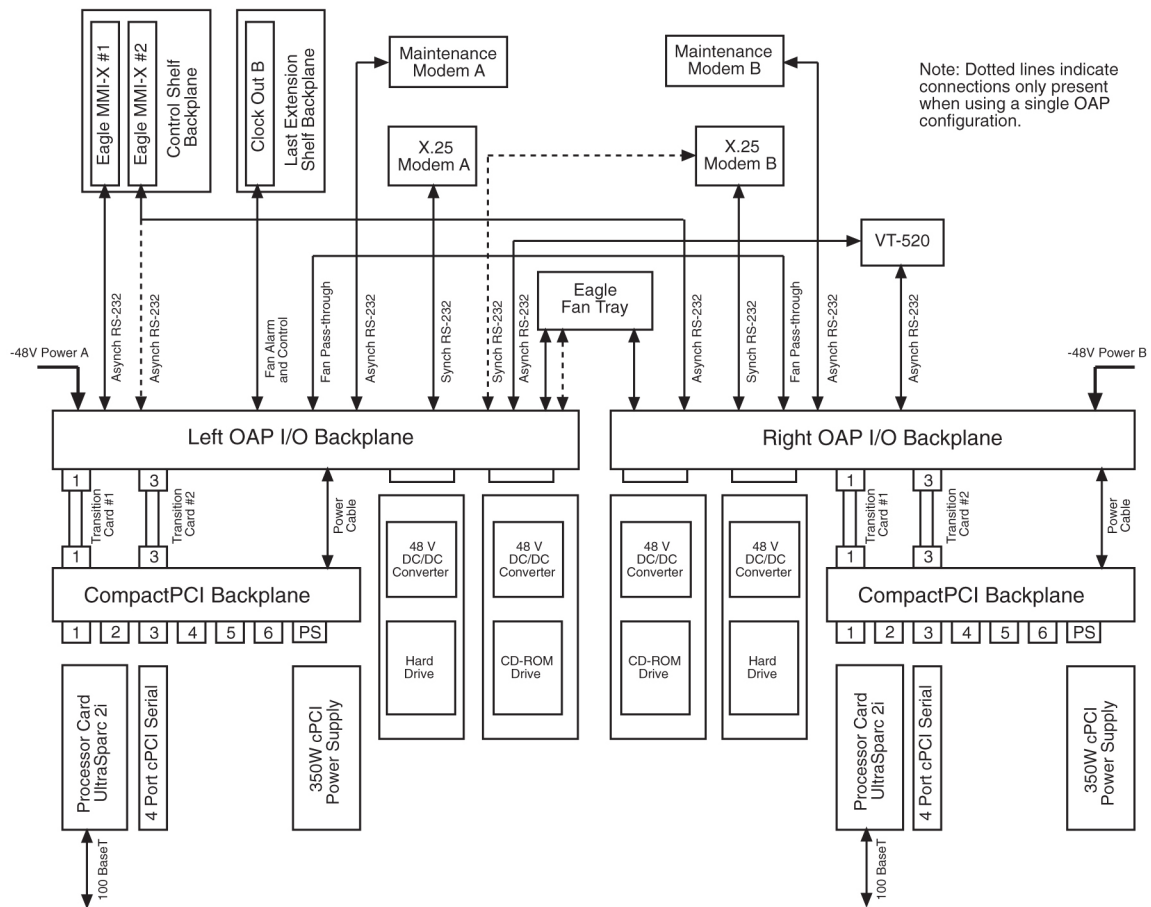 Eagle MMI-X #1
Eagle MMI-X #2
Control Shelf
Backplane
Clock Out B
Last Extension
Shelf Backplane
Maintenance
Modem A
Maintenance
Modem B
Note: Dotted lines indicate
connections only present
when using a single OAP
configuration.
X.25
Modem A
X.25
Modem B
VT-520
Eagle
Fan Tray
-48V Power A
Asynch RS-232
Asynch RS-232
Fan Alarm
and Control
Fan Pass-through
Asynch RS-232
Synch RS-232
Synch RS-232
Asynch RS-232
Asynch RS-232
Synch RS-232
Fan Pass-through
Asynch RS-232
Asynch RS-232
-48V Power B
Left OAP I/O Backplane
Right OAP I/O Backplane
1
Transition
Card #1
1
3
Transition
Card #2
3
Power
Cable
1
Transition
Card #1
1
3
Transition
Card #2
3
Power
Cable
48 V
DC/DC
Converter
48 V
DC/DC
Converter
48 V
DC/DC
Converter
48 V
DC/DC
Converter
CompactPCI Backplane
CompactPCI Backplane
1
2
3
4
5
6
PS
1
2
3
4
5
6
PS
Hard
Drive
CD-ROM
Drive
CD-ROM
Drive
Hard
Drive
Processor Card
UltraSparc 2i
4 Port cPCI Serial
350W cPCI
Power Supply
Processor Card
UltraSparc 2i
4 Port cPCI Serial
350W cPCI
Power Supply
100 BaseT
100 BaseT